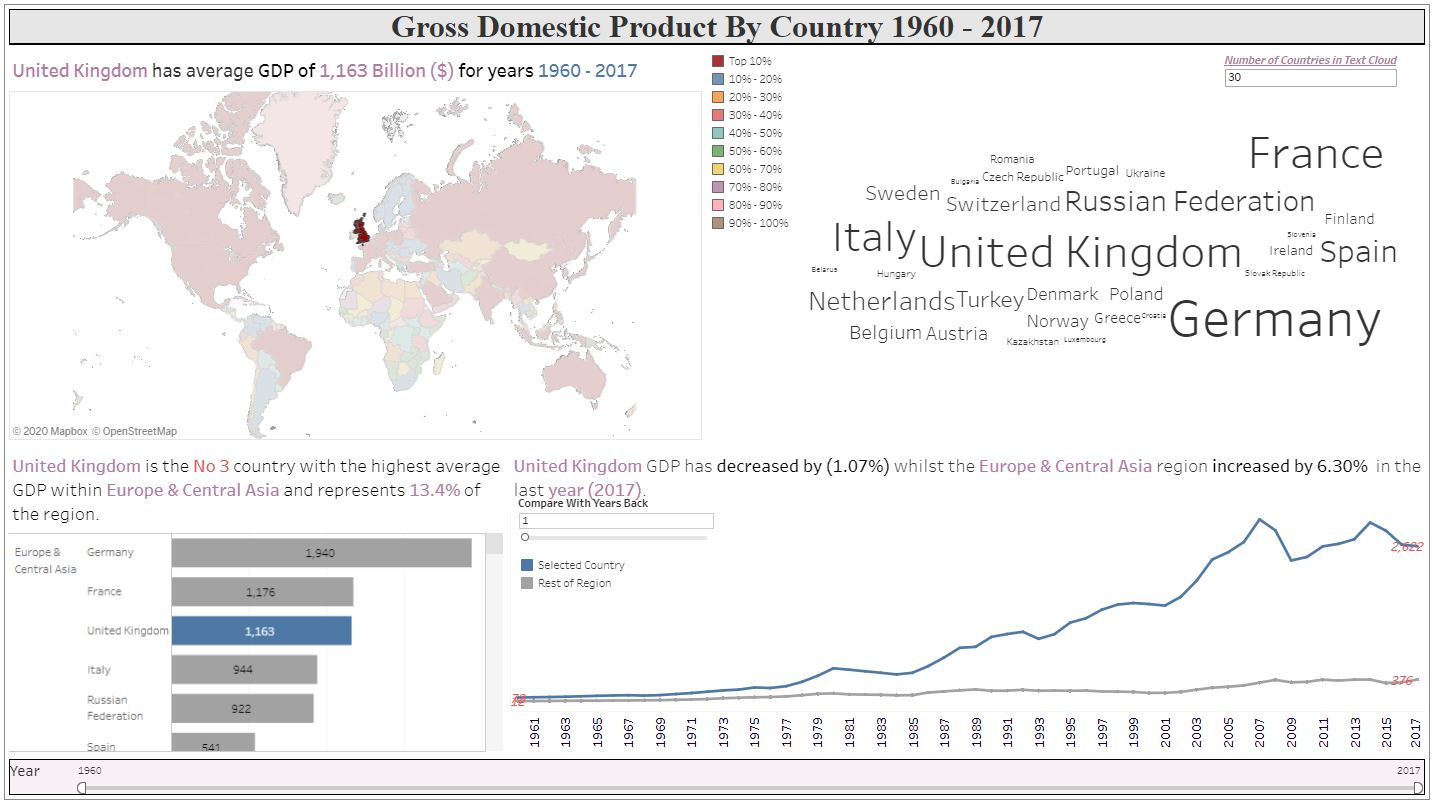 Gross Domestic Product By Country 1960 - 2017
United Kingdom has average GDP of 1,163 Billion ($) for years 1960 - 2017
Top 10%
10% - 20%
20% - 30%
30% - 40%
40% - 50%
50% - 60%
60% - 70%
70% - 80%
80% - 90%
90% - 100%
Number of Countries in Text Cloud
30
France
Romania
Bulgaria
Czech Republic
Portugal
Ukraine
Sweden
Switzerland
Russian Federation
Finland
Italy
United Kingdom
Slovenia
Ireland
Spain
Belarus
Hungary
Slovak Republic
Netherlands
Turkey
Denmark
Poland
Norway
Greece
Croatia
Germany
Belgium
Austria
Kazakhstan
Luxembourg
© 2020 Mapbox © OpenStreetMap
United Kingdom is the No 3 country with the highest average
GDP within Europe & Central Asia and represents 13.4% of
the region.
Europe &
Central Asia
Germany
1,940
France
1,176
United Kingdom
1,163
Italy
944
Russian
Federation
922
Spain
541
United Kingdom GDP has decreased by (1.07%) whilst the Europe & Central Asia region increased by 6.30% in the
last year (2017).
Compare With Years Back
1
Selected Country
Rest of Region
2,622
376
12
1961
1963
1965
1967
1969
1971
1973
1975
1977
1979
1981
1983
1985
1987
1989
1991
1993
1995
1997
1999
2001
2003
2005
2007
2009
2011
2013
2015
2017
Year
1960
2017